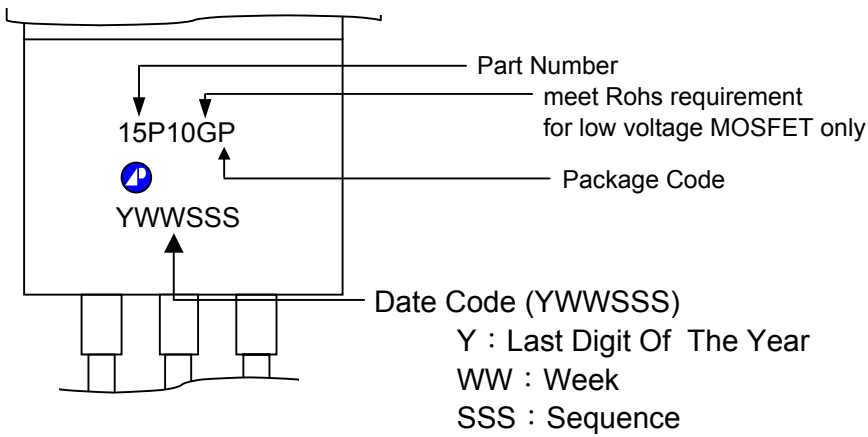 Part Number
meet Rohs requirement
for low voltage MOSFET only
15P10GP
Package Code
YWWSSS
Date Code (YWWSSS)
Y：Last Digit Of The Year
WW：Week
SSS：Sequence